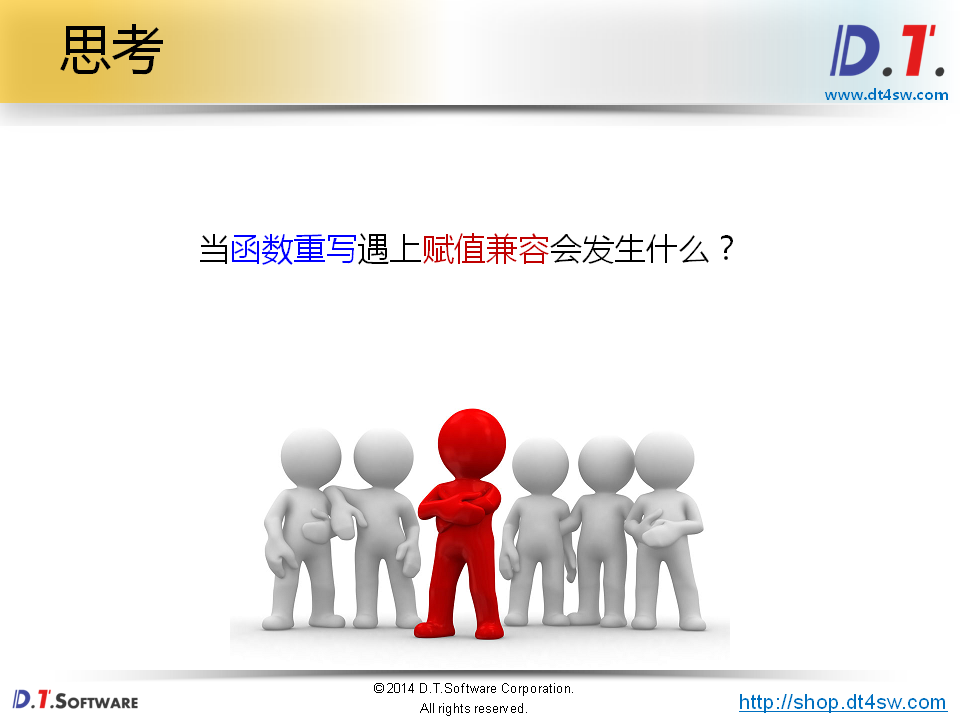 思考
D.T.
www.dt4sw.com
当函数重写遇上赋值兼容会发生什么？
D.T.SOFTWARE
©2014 D.T.Software Corporation.
All rights reserved.
http://shop.dt4sw.com